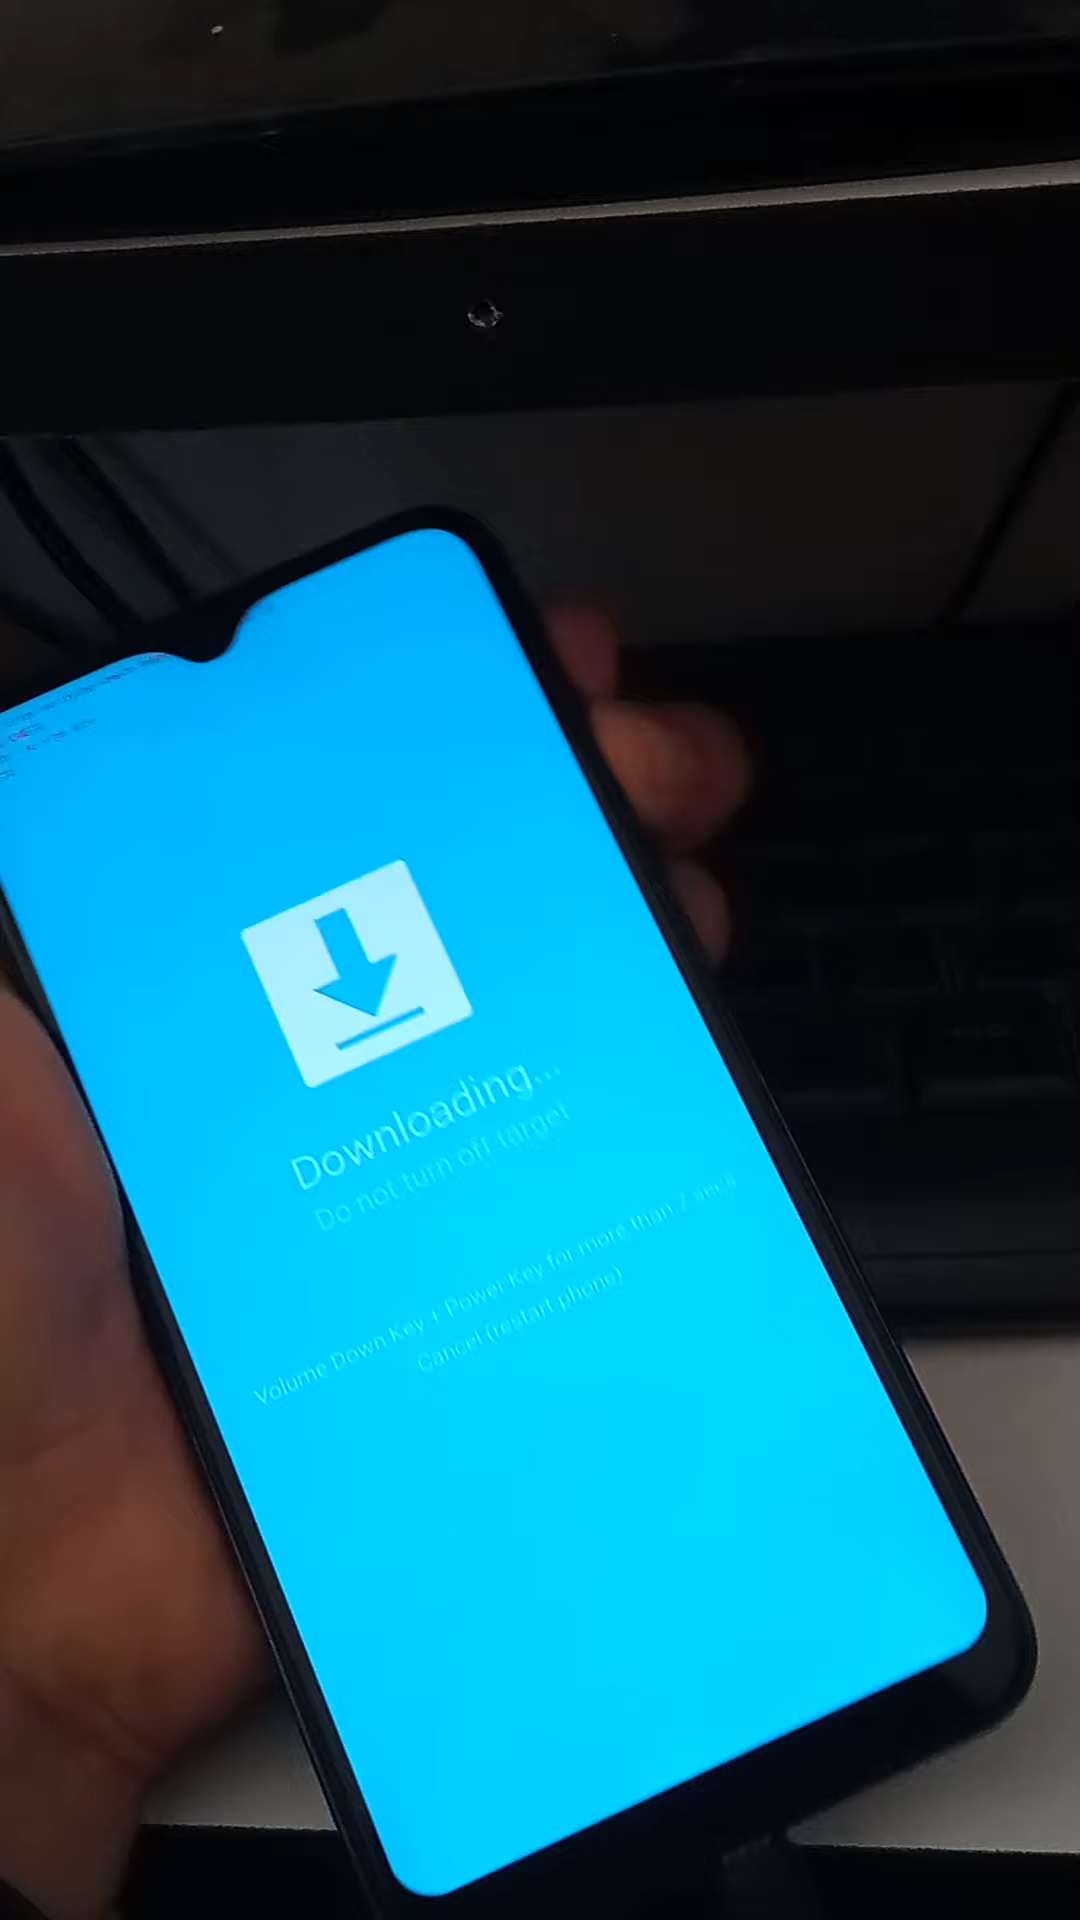 Downloading...
Do not turn off target
Volume Down Key + Power Key for more than 7 secs
Cancel (restart phone)